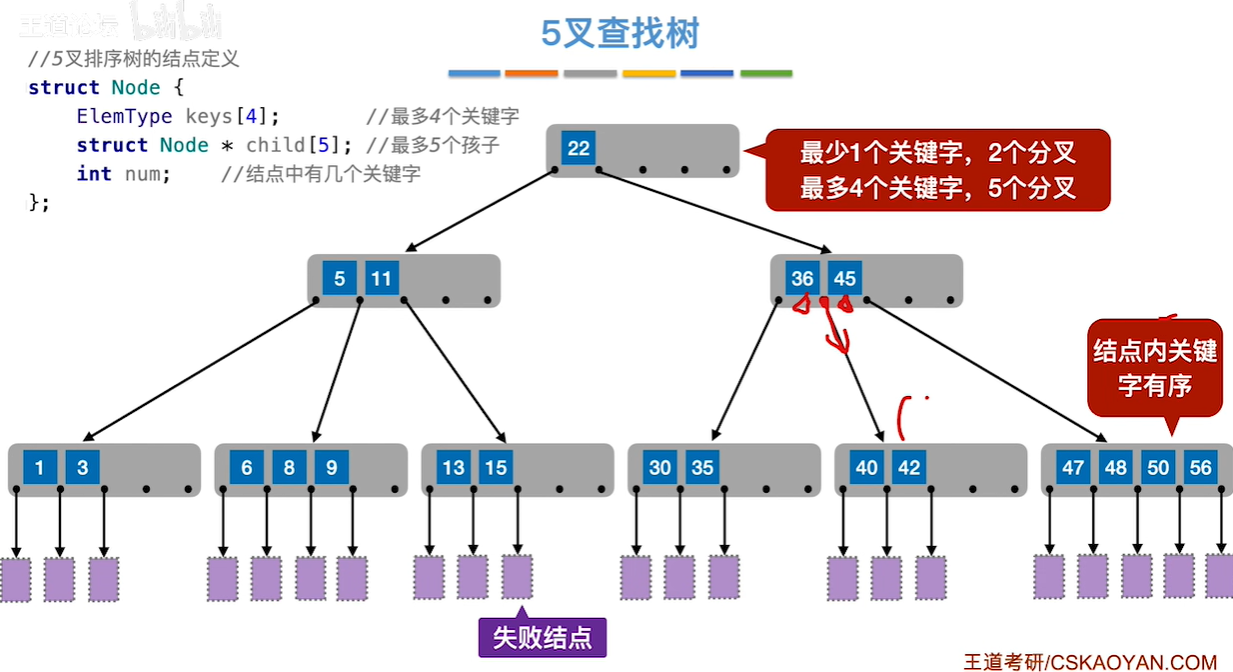 王道论坛 bilibili
5叉查找树
//5叉排序树的结点定义
struct Node {
ElemType keys[4]; //最多4个关键字
struct Node * child[5]; //最多5个孩子
int num; //结点中有几个关键字
};
22
最少1个关键字，2个分叉
最多4个关键字，5个分叉
5 11
36 45
结点内关键
字有序
1 3
6 8 9
13 15
30 35
40 42
47 48 50 56
失败结点
王道考研/CSKAOYAN.COM